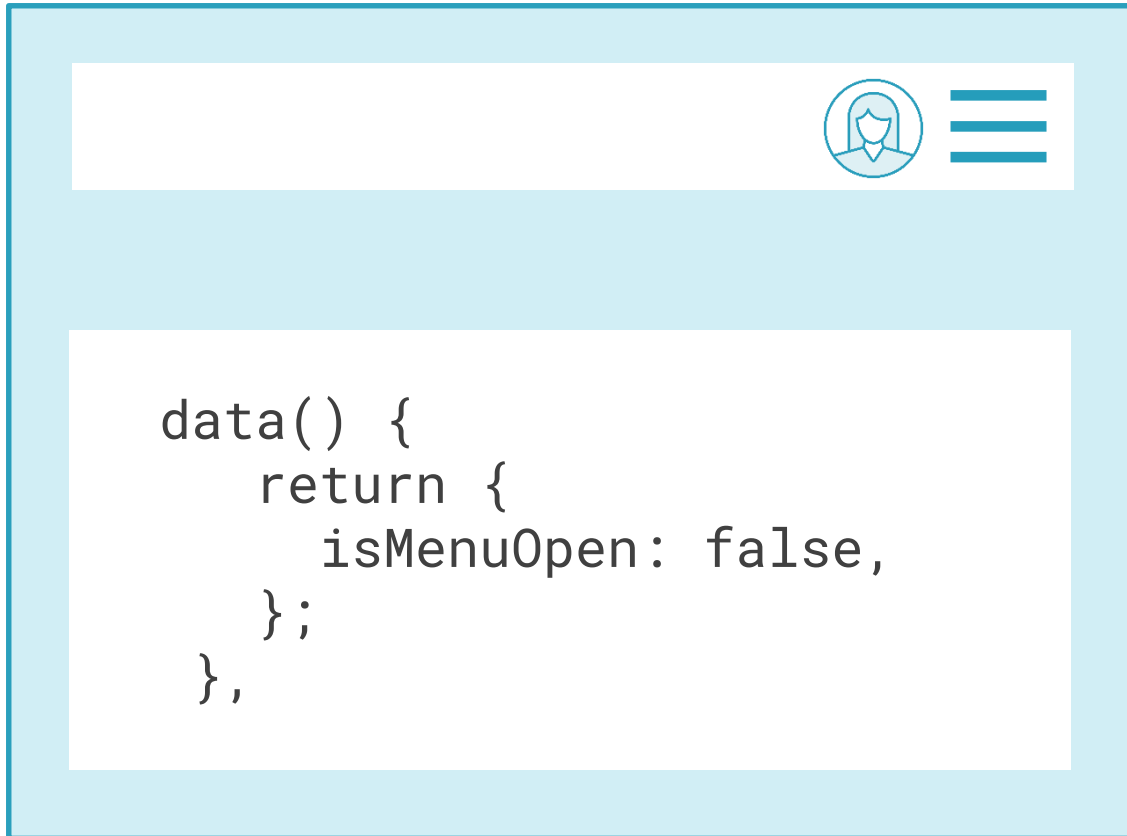 data() {
return {
isMenuOpen: false,
};
},